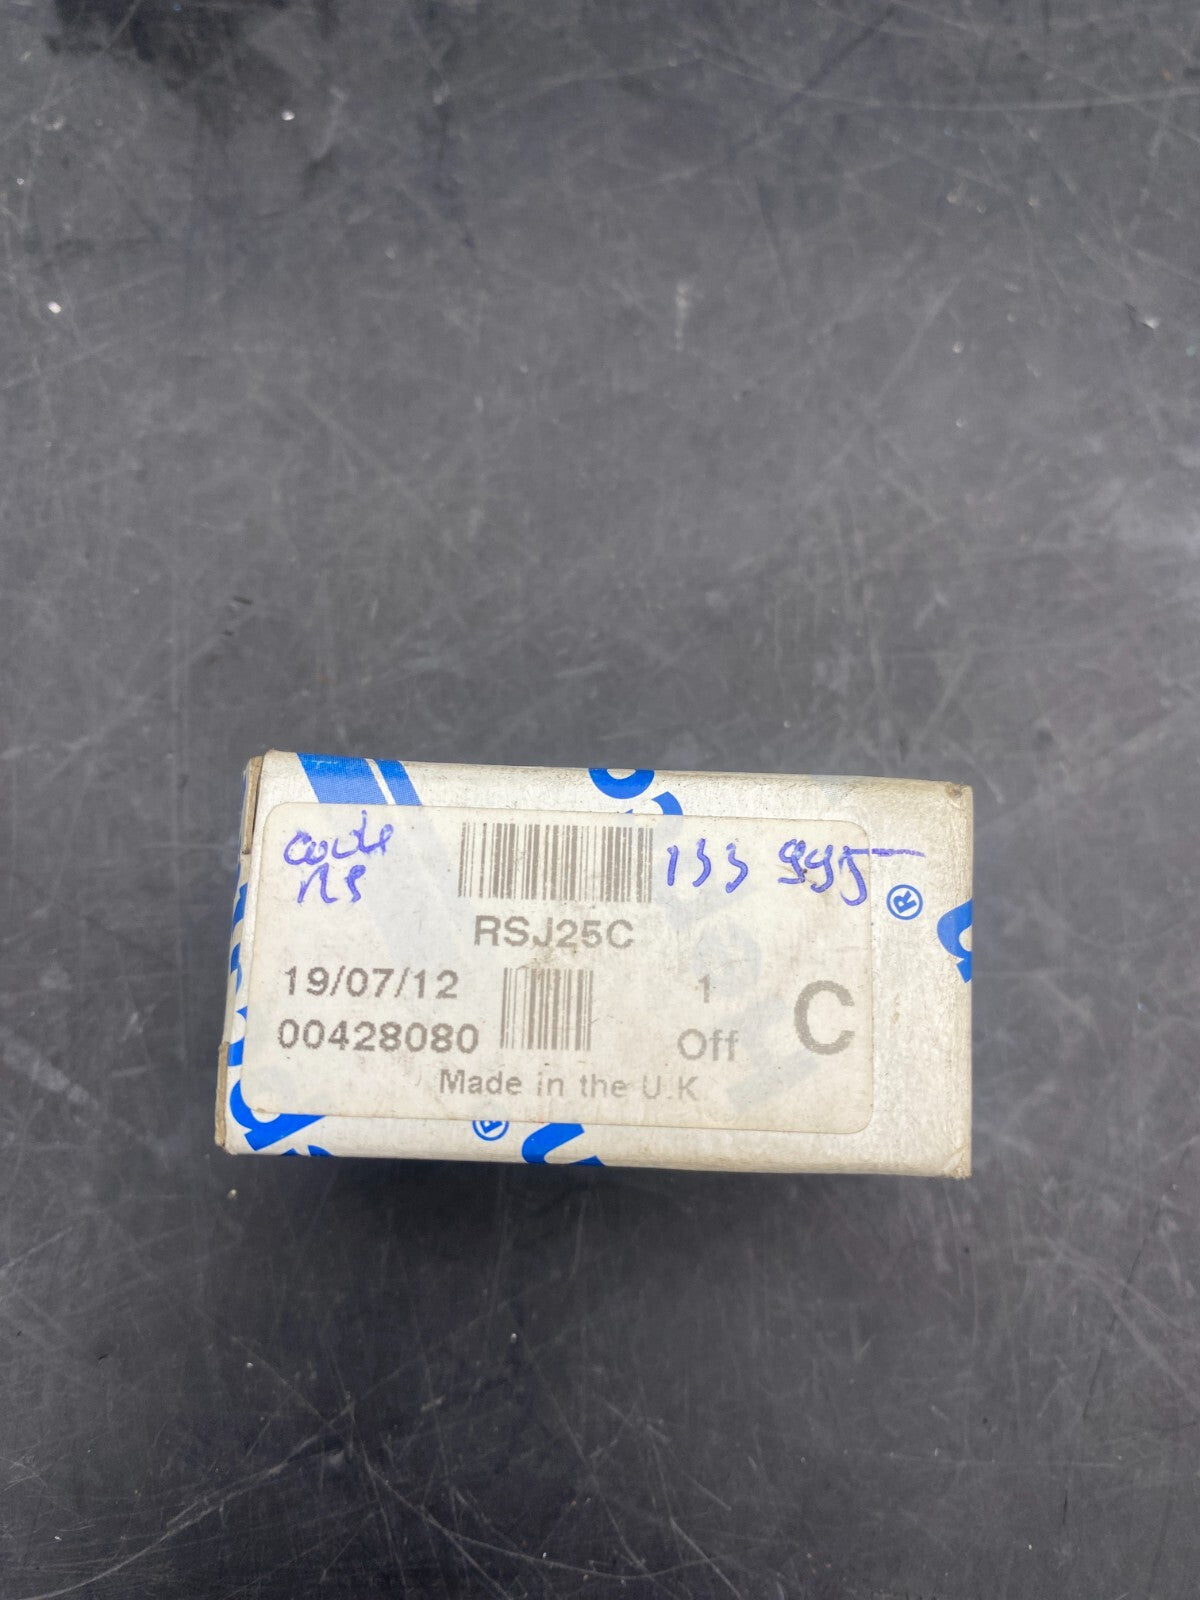 code
RS
133 995
RSJ25C
19/07/12
1
C
00428080
Off
Made in the U.K
®
®